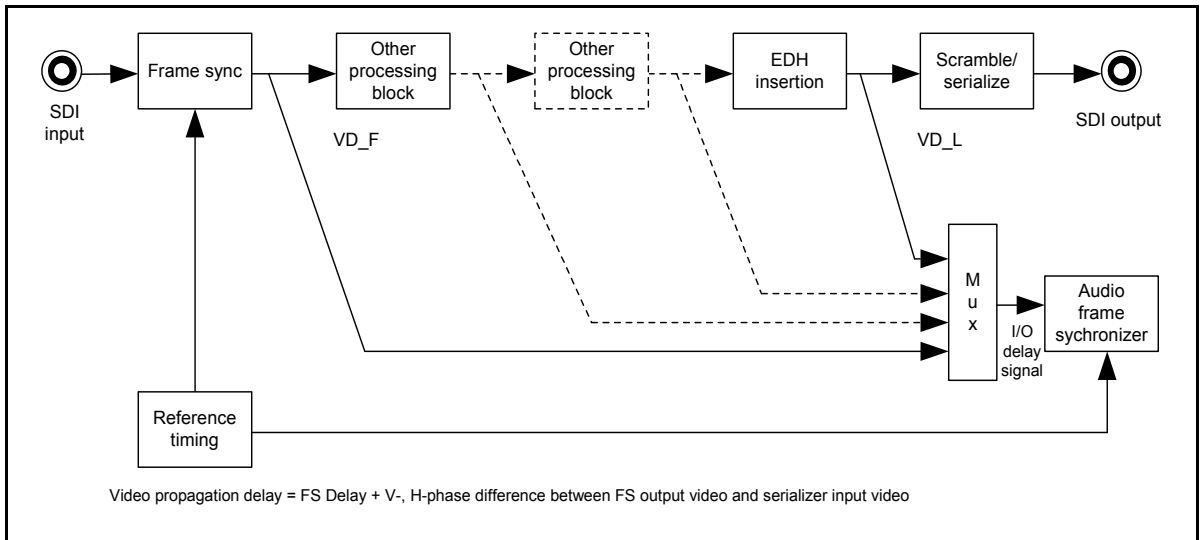 Frame sync
Other
processing
block
Other
processing
block
EDH
insertion
Scramble/
serialize
SDI
input
SDI output
VD_F
VD_L
M
u
x
I/O
delay
signal
Audio
frame
sychronizer
Reference
timing
Video propagation delay = FS Delay + V-, H-phase difference between FS output video and serializer input video